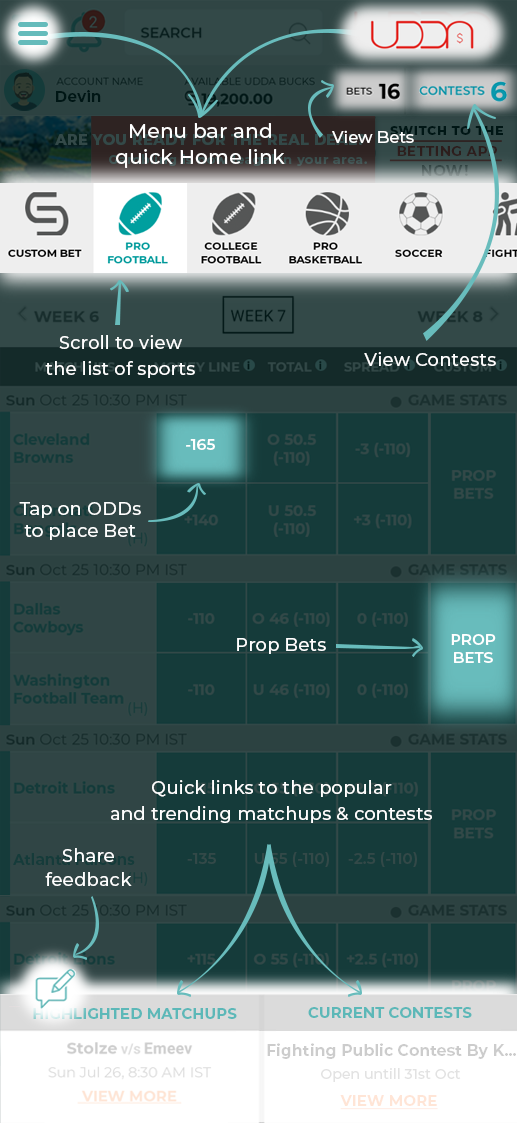 2
SEARCH
UDDA $
ACCOUNT NAME
Devin
AVAILABLE UDDA BUCKS
BETS 16
CONTESTS 6
View Bets
Menu bar and
quick Home link
ARE YOU READY FOR THE REAL DEAL
in your area.
SWITCH TO THE
BETTING APP
NOW!
CUSTOM BET
PRO
FOOTBALL
COLLEGE
FOOTBALL
PRO
BASKETBALL
SOCCER
FIGHT
WEEK 6
WEEK 7
WEEK 8
Scroll to view
the list of sports
View Contests
MONEY LINE
TOTAL
SPREAD
CUSTOM
Sun Oct 25 10:30 PM IST
GAME STATS
Cleveland
Browns
-165
O 50.5
(-110)
-3 (-110)
PROP
BETS
Tap on ODDs
to place Bet
(H)
+140
U 50.5
(-110)
+3 (-110)
Sun Oct 25 10:30 PM IST
GAME STATS
Dallas
Cowboys
-110
O 46 (-110)
0 (-110)
Prop Bets
PROP
BETS
Washington
Football Team (H)
-110
U 46 (-110)
0 (-110)
Sun Oct 25 10:30 PM IST
GAME STATS
Detroit Lions
Quick links to the popular
and trending matchups & contests
PROP
BETS
Share
feedback
(H)
-135
U 55 (-110)
-2.5 (-110)
Sun Oct 25 10:30 PM IST
GAME STATS
+115
O 55 (-110)
+2.5 (-110)
PROP
HIGHLIGHTED MATCHUPS
CURRENT CONTESTS
Stolze v/s Emeev
Sun Jul 26, 8:30 AM IST
VIEW MORE
Fighting Public Contest By K...
Open untill 31st Oct
VIEW MORE